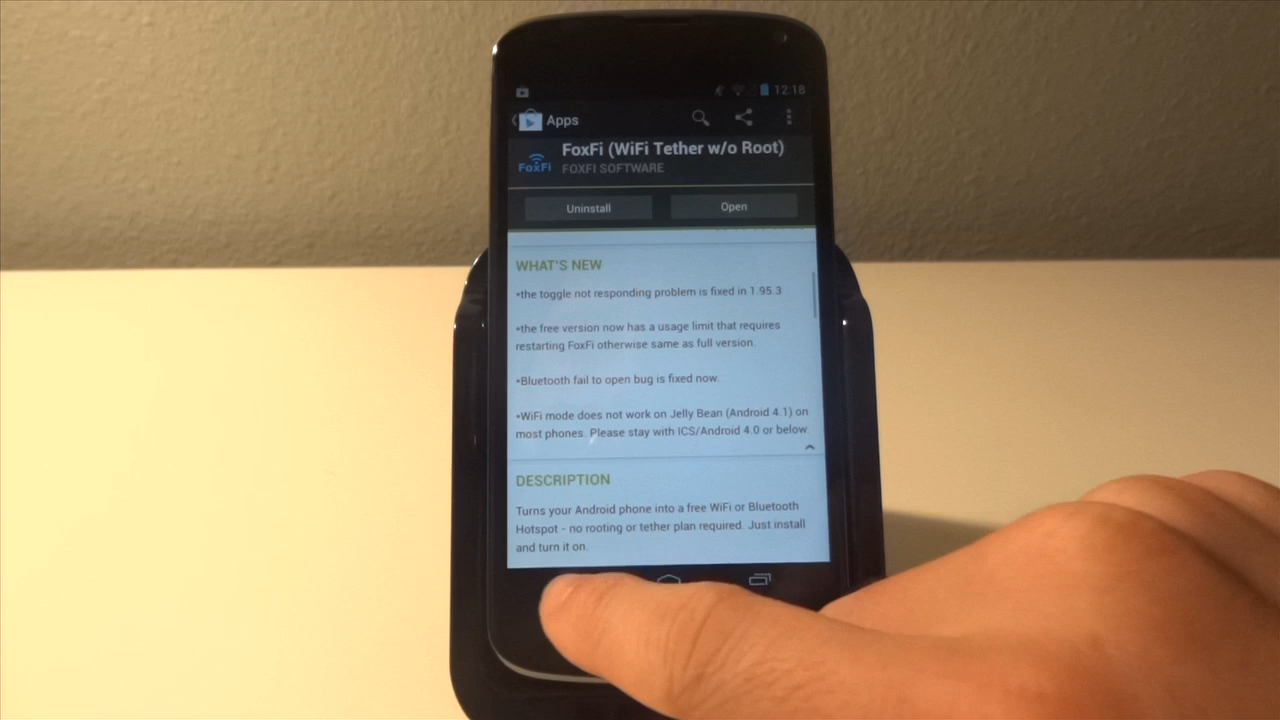 12:18
Apps
FoxFi (WiFi Tether w/o Root)
FoxFi
FOXFI SOFTWARE
Uninstall
Open
WHAT'S NEW
•the toggle not responding problem is fixed in 1.95.3
•the free version now has a usage limit that requires
restarting FoxFi otherwise same as full version.
•Bluetooth fail to open bug is fixed now.
•WiFi mode does not work on Jelly Bean (Android 4.1) on
most phones. Please stay with ICS/Android 4.0 or below.
DESCRIPTION
Turns your Android phone into a free WiFi or Bluetooth
Hotspot - no rooting or tether plan required. Just install
and turn it on.